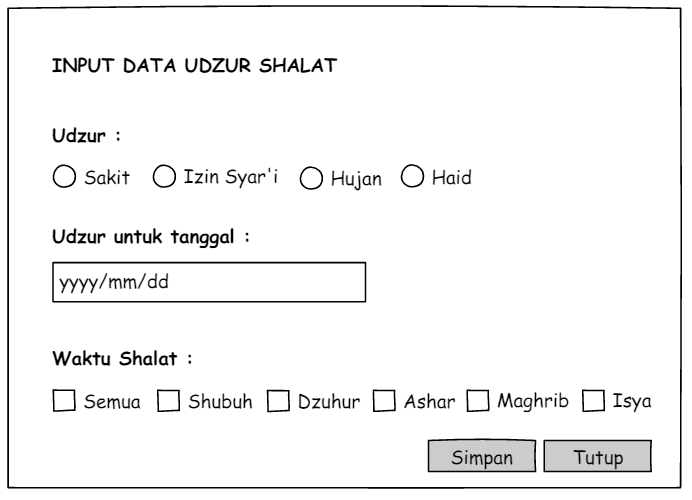 INPUT DATA UDZUR SHALAT
Udzur :
Sakit Izin Syar'i Hujan Haid
Udzur untuk tanggal :
yyyy/mm/dd
Waktu Shalat :
Semua Shubuh Dzuhur Ashar Maghrib Isya
Simpan Tutup